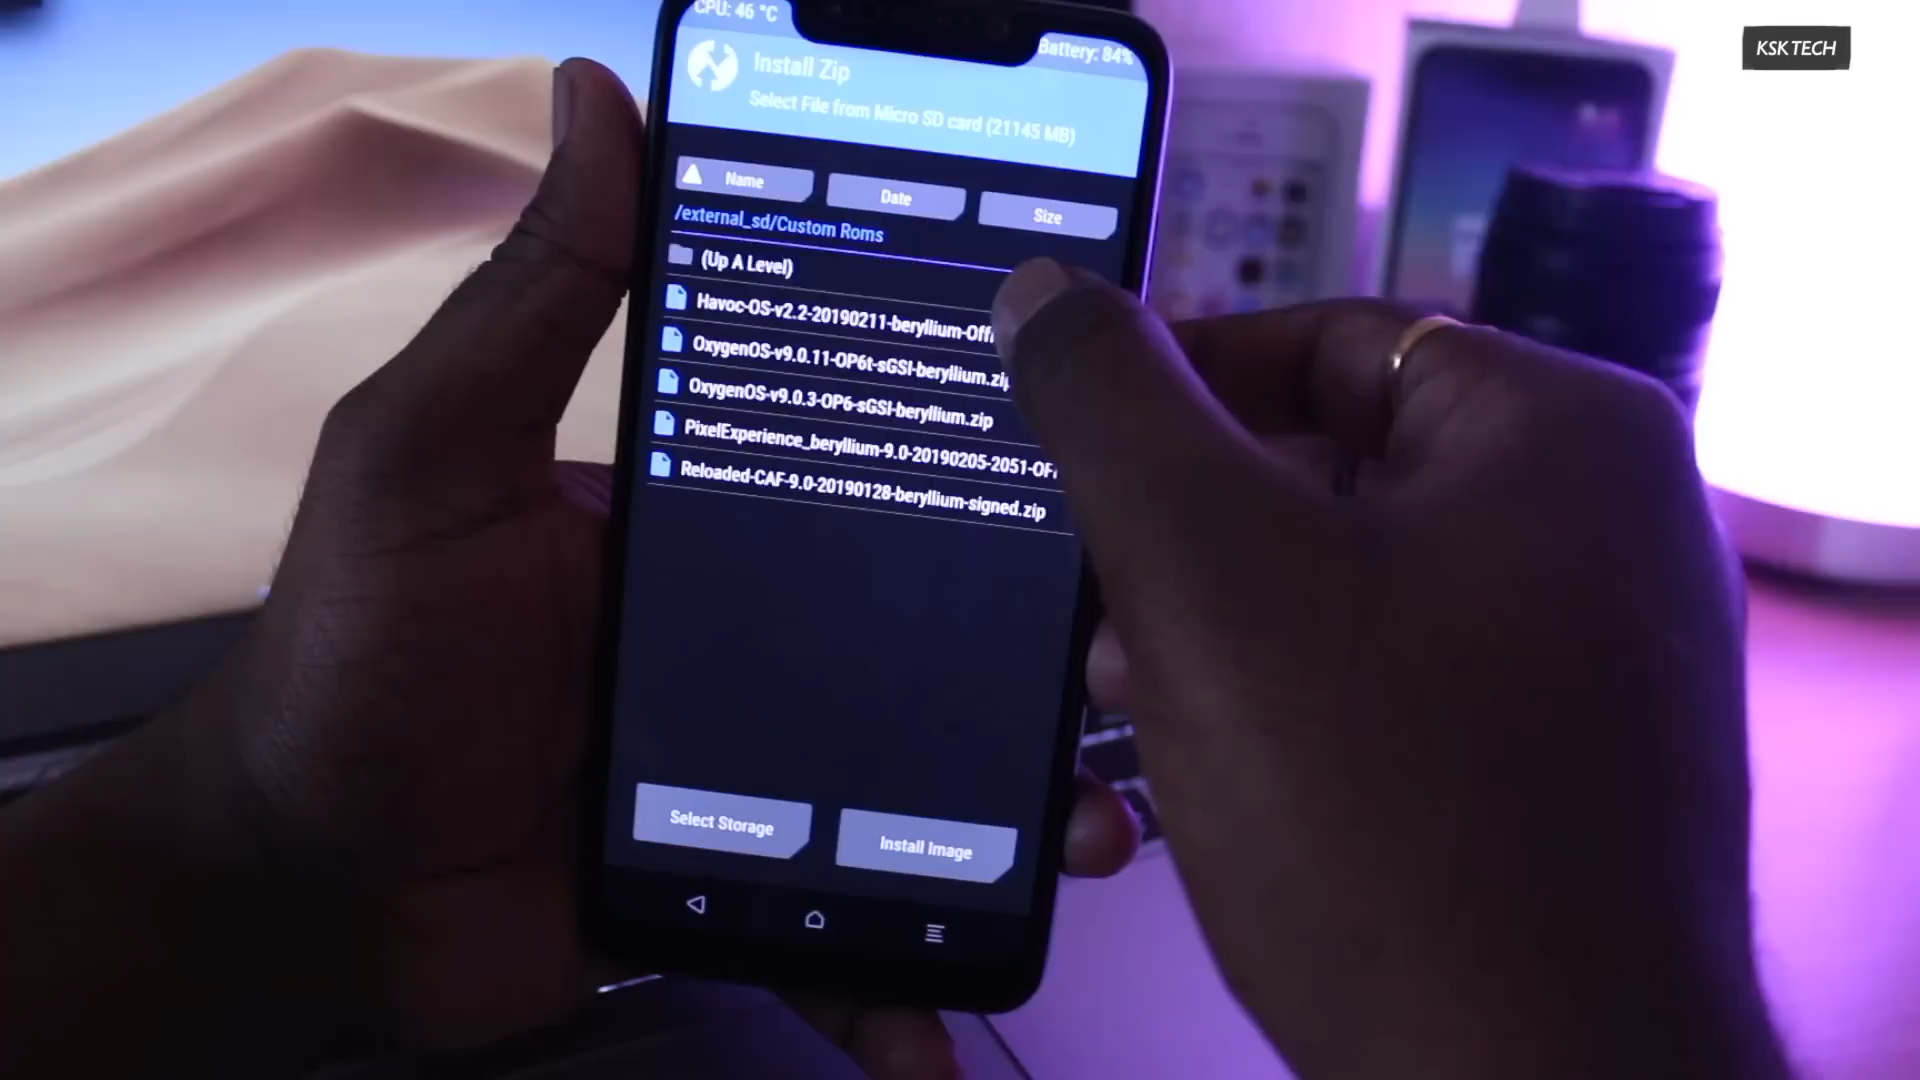 KSK TECH
CPU: 46 °C
Battery: 84%
Install Zip
Select File from Micro SD card (21145 MB)
Name
Date
Size
/external_sd/Custom Roms
(Up A Level)
Havoc-OS-v2.2-20190211-beryllium-Offi
OxygenOS-v9.0.11-OP6t-sGSI-beryllium.zip
OxygenOS-v9.0.3-OP6-sGSI-beryllium.zip
PixelExperience_beryllium-9.0-20190205-2051-OFF
Reloaded-CAF-9.0-20190128-beryllium-signed.zip
Select Storage
Install Image